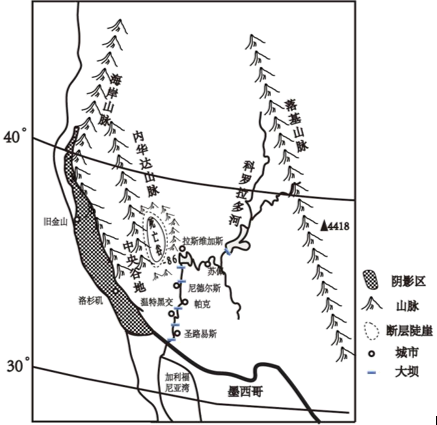 40°
30°
海岸山脉
内华达山脉
落基山脉
科罗拉多河
中央谷地
死亡谷
-86
旧金山
洛杉矶
拉斯维加斯
尼德尔斯
帕克
温特黑文
圣路易斯
▲4418
加利福
尼亚湾
墨西哥
阴影区
山脉
断层陡崖
城市
大坝